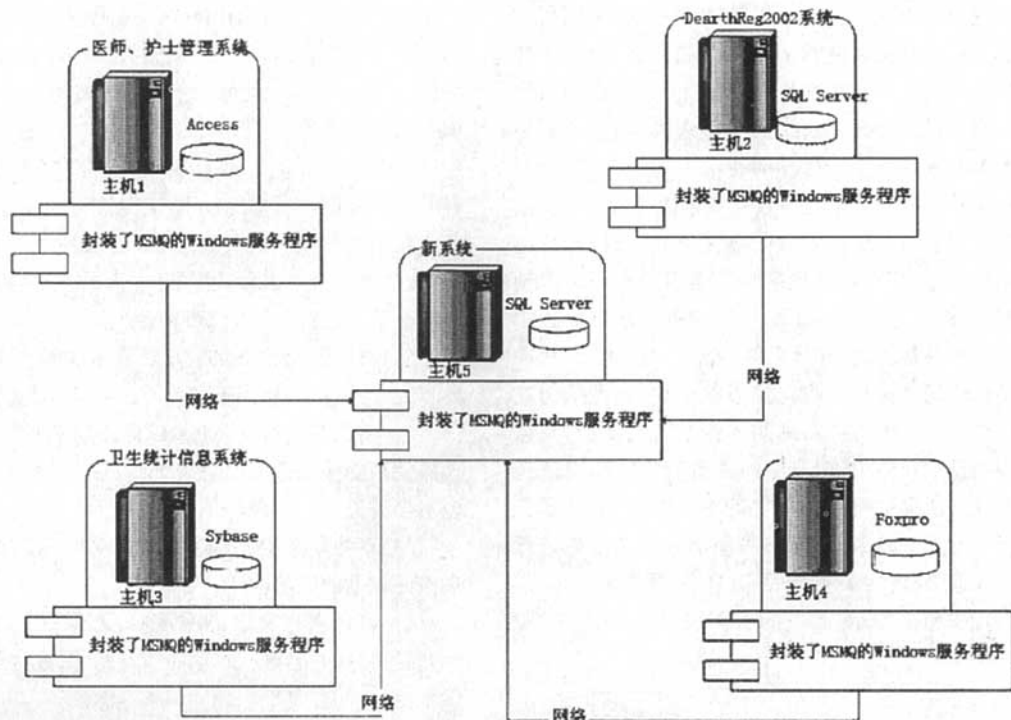 医师、护士管理系统
Access
主机1
封装了MSMQ的Windows服务程序
DearthReg2002系统
SQL Server
主机2
封装了MSMQ的Windows服务程序
新系统
SQL Server
主机5
封装了MSMQ的Windows服务程序
网络
网络
卫生统计信息系统
Sybase
主机3
封装了MSMQ的Windows服务程序
网络
Foxpro
主机4
封装了MSMQ的Windows服务程序
网络